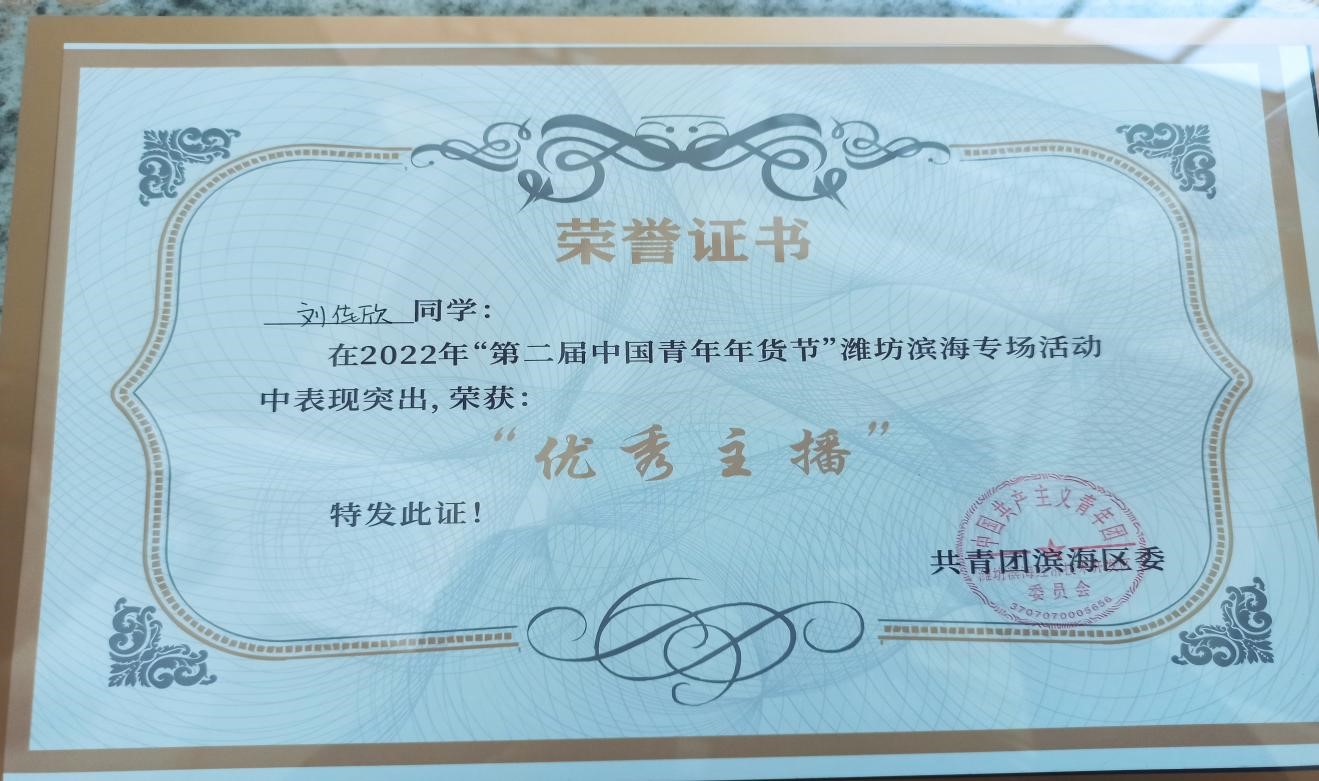 荣誉证书
刘佐欣同学：
在2022年“第二届中国青年年货节”潍坊滨海专场活动
中表现突出，荣获：
“优秀主播”
特发此证！
共青团滨海区委
中国共产主义青年团
委员会
3707070005656